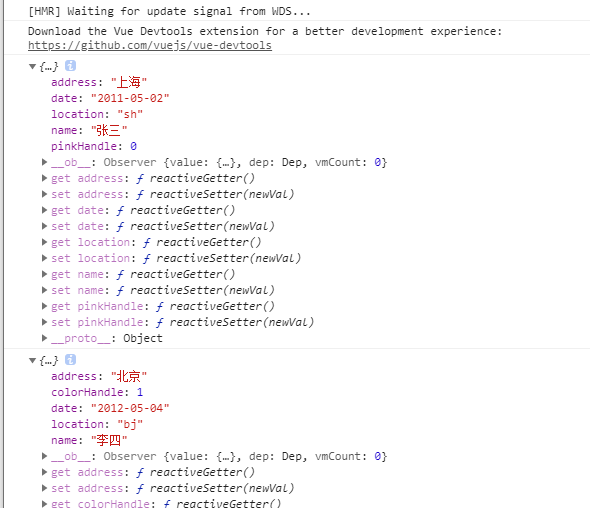 [HMR] Waiting for update signal from WDS...
Download the Vue Devtools extension for a better development experience:
https://github.com/vuejs/vue-devtools
▼{…} i
address: "上海"
date: "2011-05-02"
location: "sh"
name: "张三"
pinkHandle: 0
▶__ob__: Observer {value: {…}, dep: Dep, vmCount: 0}
▶get address: ƒ reactiveGetter()
▶set address: ƒ reactiveSetter(newVal)
▶get date: ƒ reactiveGetter()
▶set date: ƒ reactiveSetter(newVal)
▶get location: ƒ reactiveGetter()
▶set location: ƒ reactiveSetter(newVal)
▶get name: ƒ reactiveGetter()
▶set name: ƒ reactiveSetter(newVal)
▶get pinkHandle: ƒ reactiveGetter()
▶set pinkHandle: ƒ reactiveSetter(newVal)
▶__proto__: Object
▼{…} i
address: "北京"
colorHandle: 1
date: "2012-05-04"
location: "bj"
name: "李四"
▶__ob__: Observer {value: {…}, dep: Dep, vmCount: 0}
▶get address: ƒ reactiveGetter()
▶set address: ƒ reactiveSetter(newVal)
▶get colorHandle: ƒ reactiveGetter()